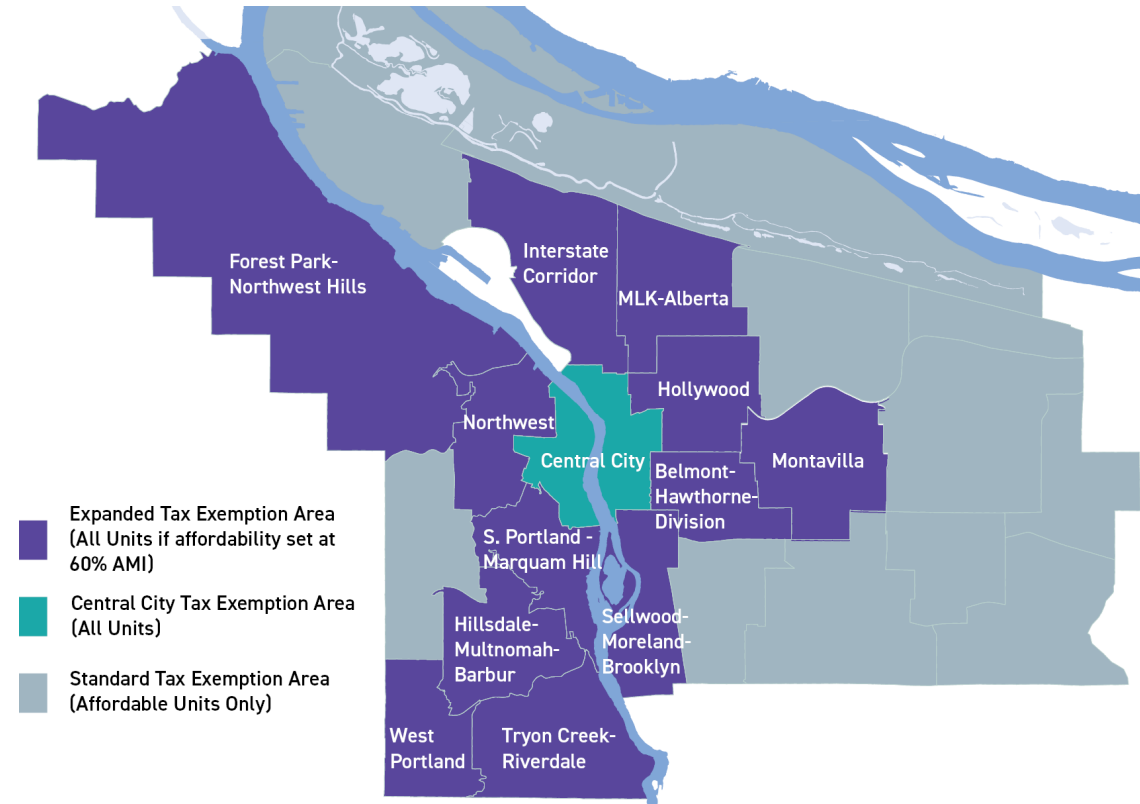 Forest Park-
Northwest Hills
Interstate
Corridor
MLK-Alberta
Hollywood
Northwest
Central City
Montavilla
Belmont-
Hawthorne-
Division
S. Portland -
Marquam Hill
Sellwood-
Moreland-
Brooklyn
Hillsdale-
Multnomah-
Barbur
West
Portland
Tryon Creek-
Riverdale
Expanded Tax Exemption Area
(All Units if affordability set at
60% AMI)
Central City Tax Exemption Area
(All Units)
Standard Tax Exemption Area
(Affordable Units Only)